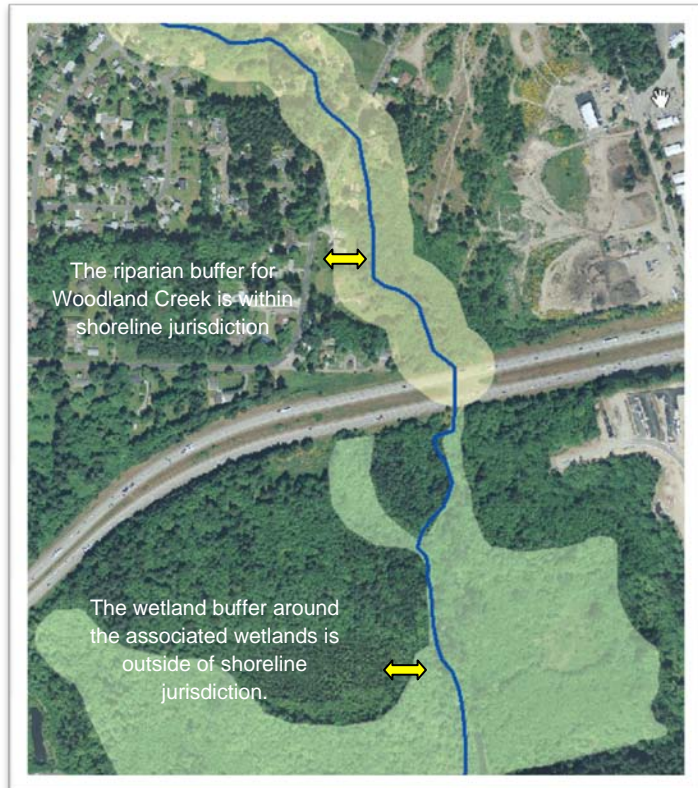 The riparian buffer for
Woodland Creek is within
shoreline jurisdiction
The wetland buffer around
the associated wetlands is
outside of shoreline
jurisdiction.